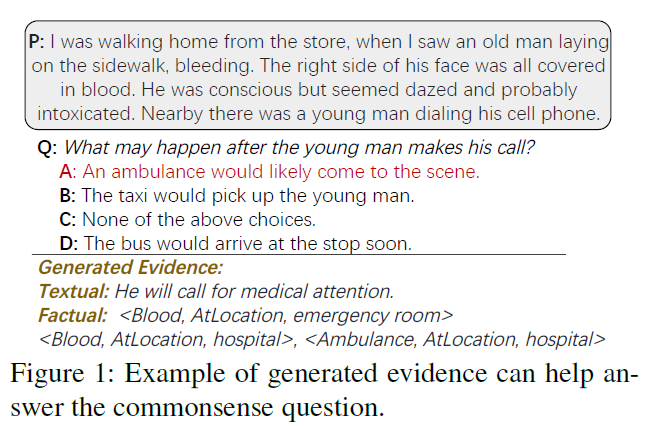 P: I was walking home from the store, when I saw an old man laying
on the sidewalk, bleeding. The right side of his face was all covered
in blood. He was conscious but seemed dazed and probably
intoxicated. Nearby there was a young man dialing his cell phone.
Q: What may happen after the young man makes his call?
A: An ambulance would likely come to the scene.
B: The taxi would pick up the young man.
C: None of the above choices.
D: The bus would arrive at the stop soon.
Generated Evidence:
Textual: He will call for medical attention.
Factual: <Blood, AtLocation, emergency room>
<Blood, AtLocation, hospital>, <Ambulance, AtLocation, hospital>
Figure 1: Example of generated evidence can help an-
swer the commonsense question.